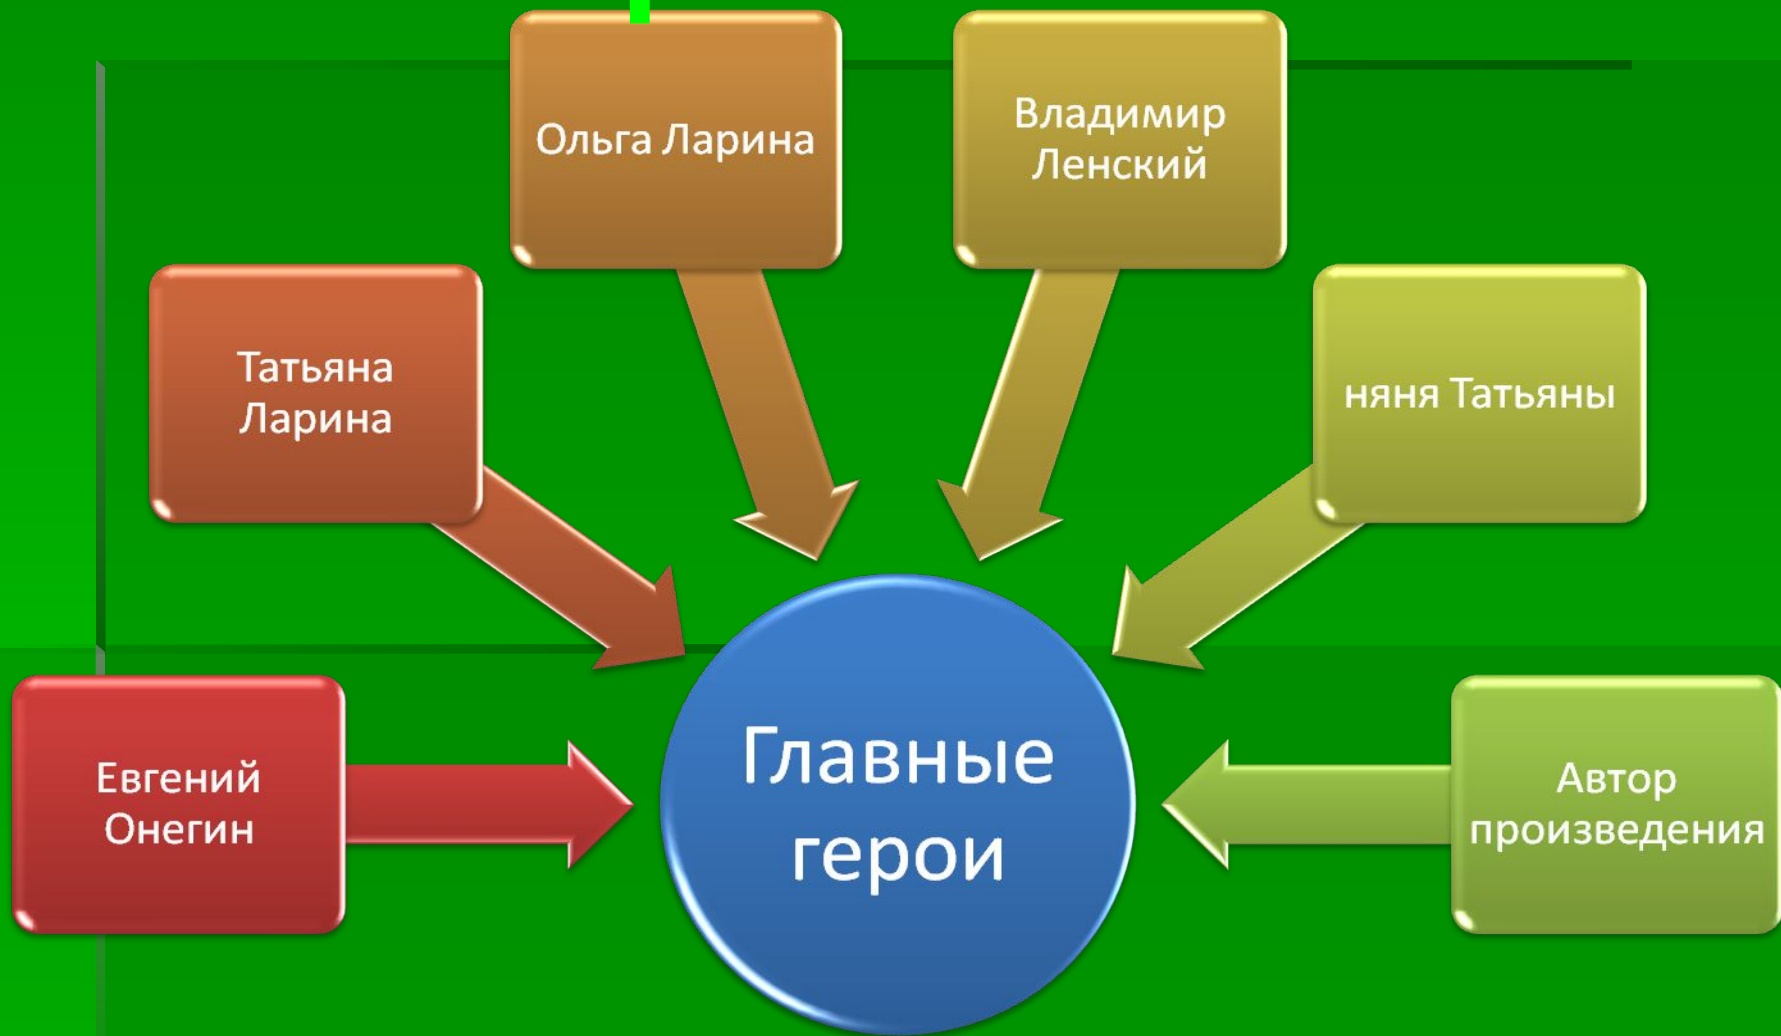 Ольга Ларина
Владимир
Ленский
Татьяна
Ларина
няня Татьяны
Евгений
Онегин
Главные
герои
Автор
произведения